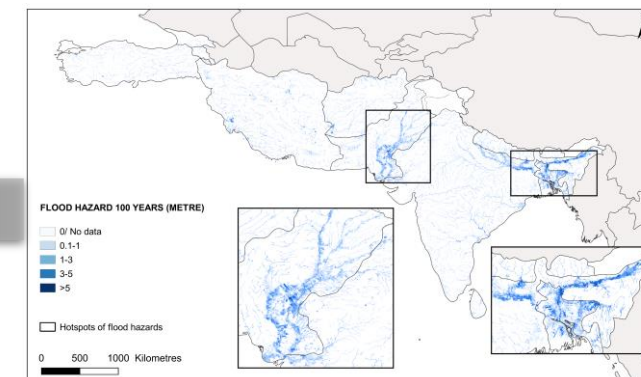 FLOOD HAZARD 100 YEARS (METRE)
0/ No data
0.1-1
1-3
3-5
>5
Hotspots of flood hazards
0 500 1000 Kilometres